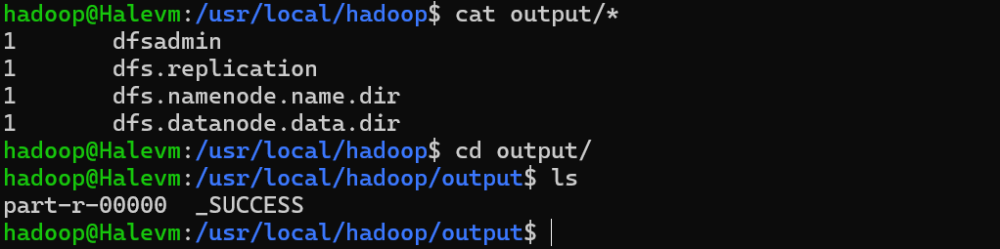 hadoop@Halevm:/usr/local/hadoop$ cat output/*
1       dfsadmin
1       dfs.replication
1       dfs.namenode.name.dir
1       dfs.datanode.data.dir
hadoop@Halevm:/usr/local/hadoop$ cd output/
hadoop@Halevm:/usr/local/hadoop/output$ ls
part-r-00000  _SUCCESS
hadoop@Halevm:/usr/local/hadoop/output$